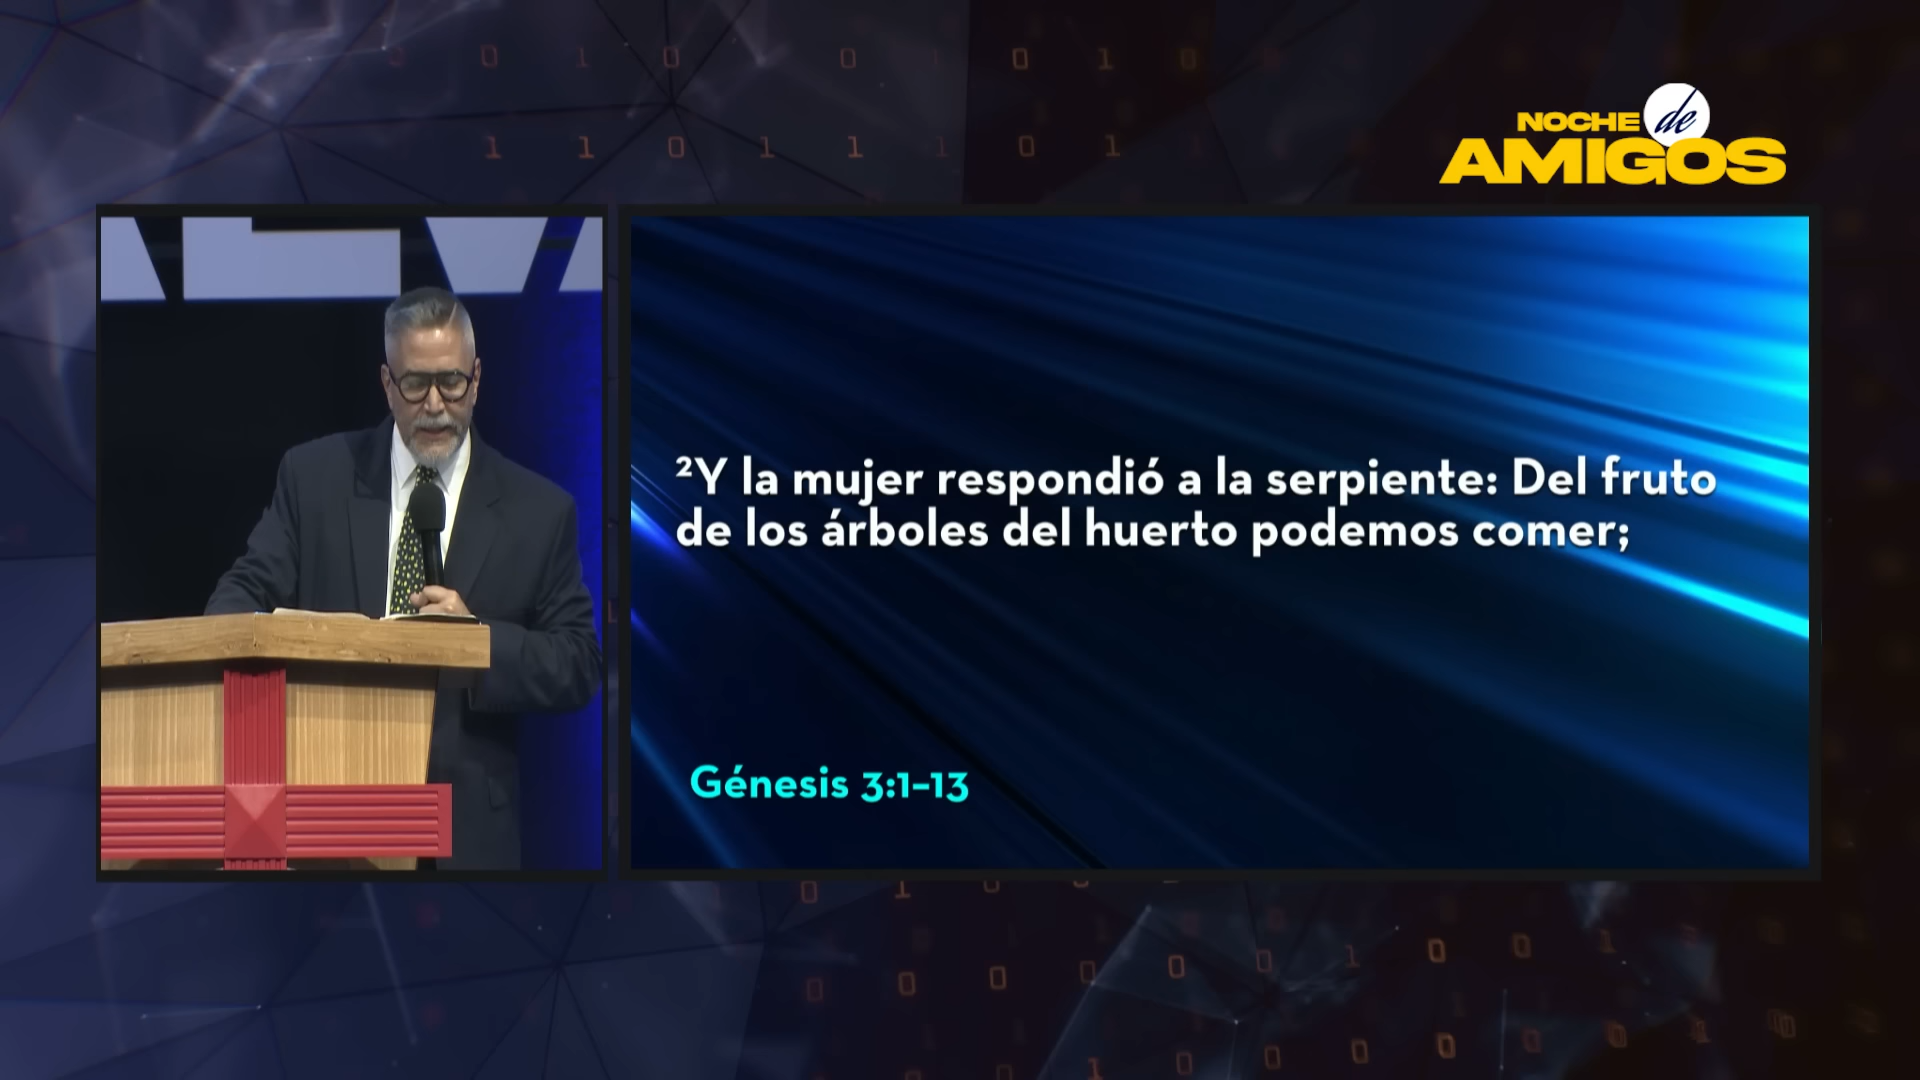 NOCHE de
AMIGOS
²Y la mujer respondió a la serpiente: Del fruto
de los árboles del huerto podemos comer;
Génesis 3:1–13